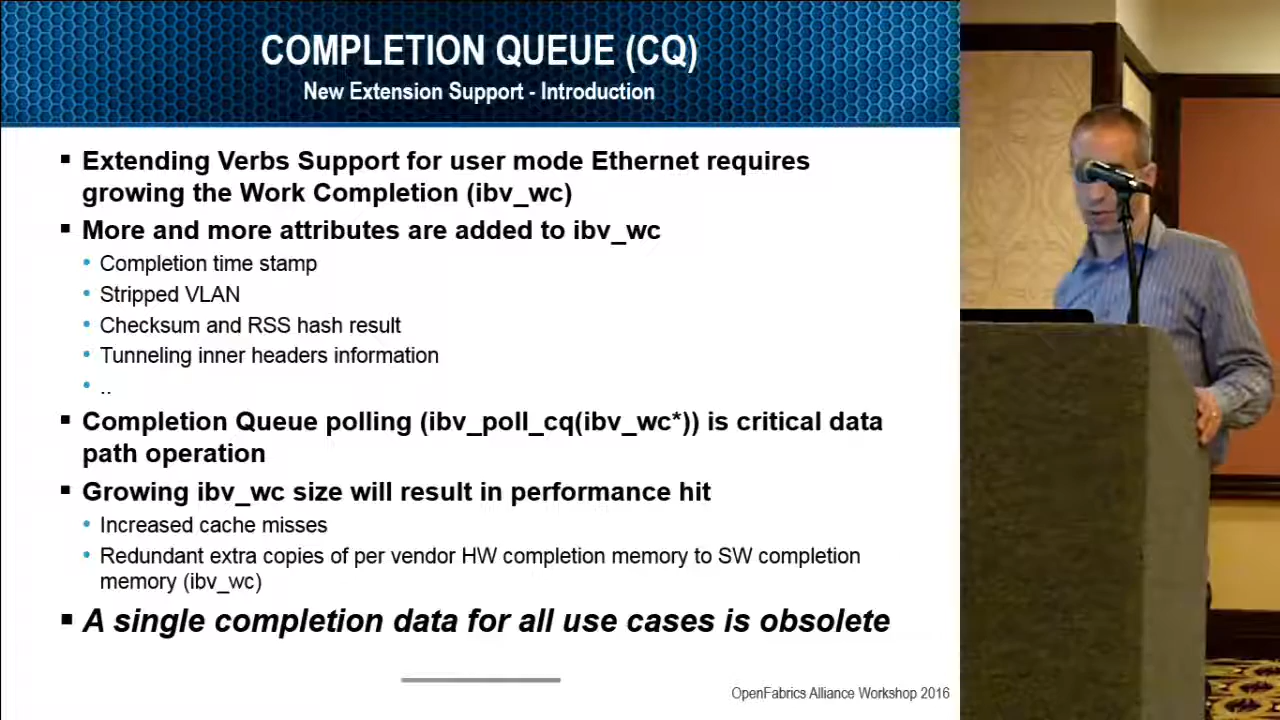 COMPLETION QUEUE (CQ)
New Extension Support - Introduction
▪ Extending Verbs Support for user mode Ethernet requires
growing the Work Completion (ibv_wc)
▪ More and more attributes are added to ibv_wc
• Completion time stamp
• Stripped VLAN
• Checksum and RSS hash result
• Tunneling inner headers information
• ..
▪ Completion Queue polling (ibv_poll_cq(ibv_wc*)) is critical data
path operation
▪ Growing ibv_wc size will result in performance hit
• Increased cache misses
• Redundant extra copies of per vendor HW completion memory to SW completion
memory (ibv_wc)
▪ A single completion data for all use cases is obsolete
OpenFabrics Alliance Workshop 2016